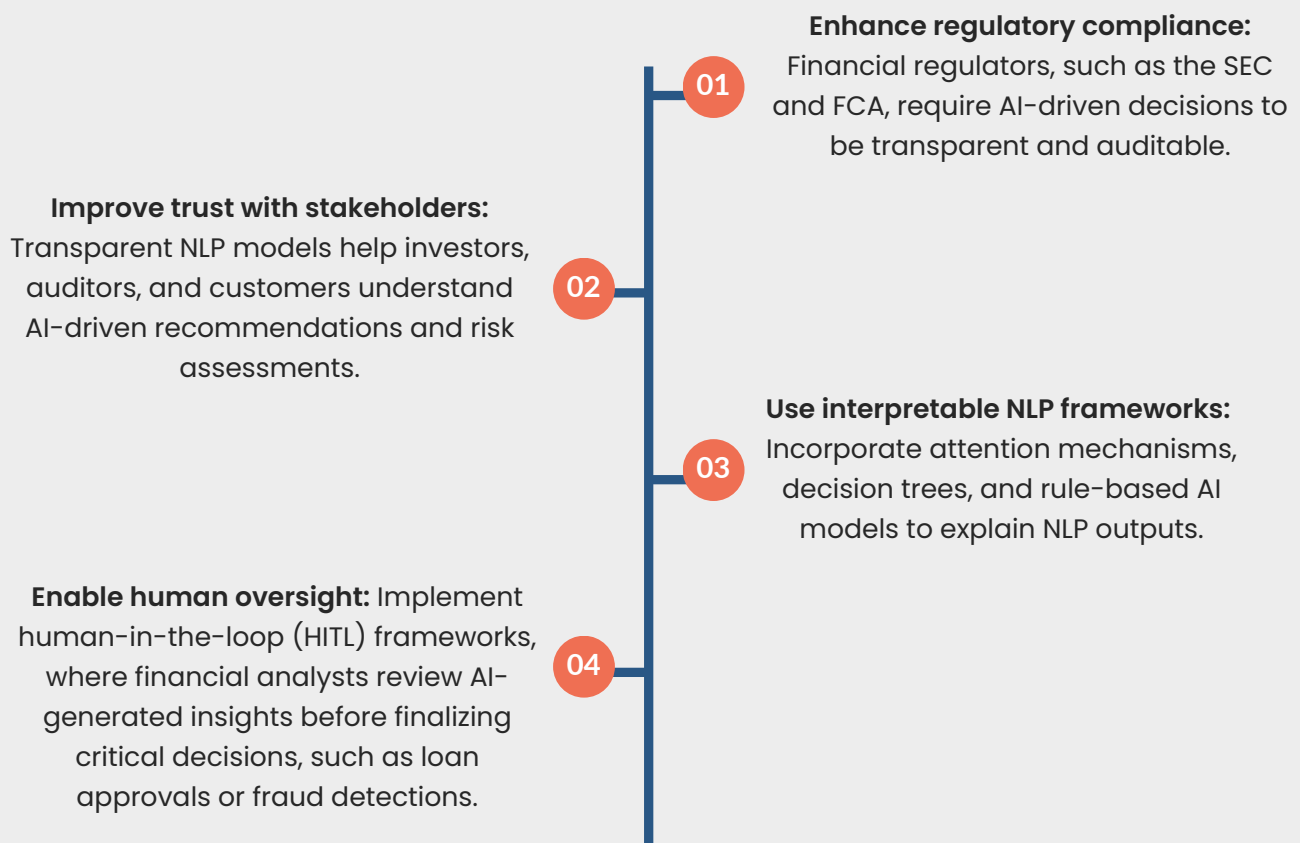 01
Enhance regulatory compliance:
Financial regulators, such as the SEC
and FCA, require AI-driven decisions to
be transparent and auditable.
02
Improve trust with stakeholders:
Transparent NLP models help investors,
auditors, and customers understand
AI-driven recommendations and risk
assessments.
03
Use interpretable NLP frameworks:
Incorporate attention mechanisms,
decision trees, and rule-based AI
models to explain NLP outputs.
04
Enable human oversight: Implement
human-in-the-loop (HITL) frameworks,
where financial analysts review AI-
generated insights before finalizing
critical decisions, such as loan
approvals or fraud detections.